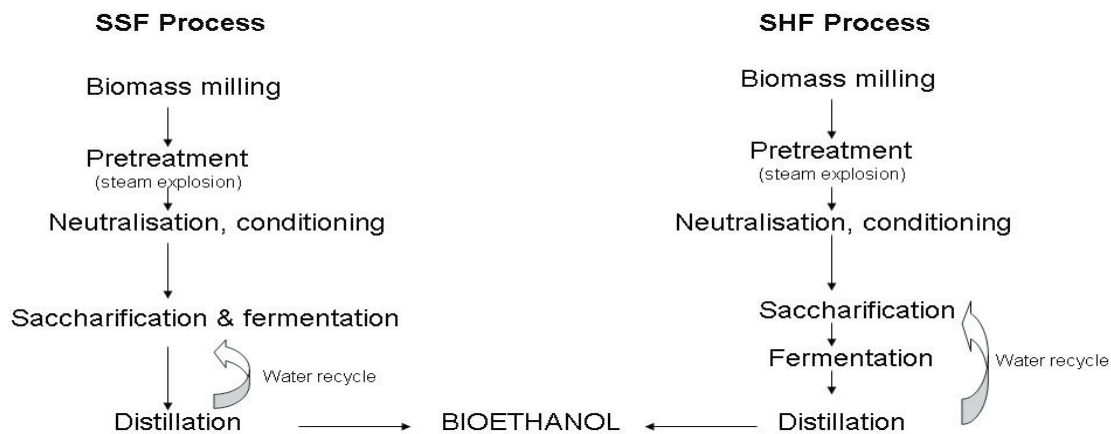 SSF Process
Biomass milling
Pretreatment
(steam explosion)
Neutralisation, conditioning
Saccharification & fermentation
Water recycle
Distillation
BIOETHANOL
SHF Process
Biomass milling
Pretreatment
(steam explosion)
Neutralisation, conditioning
Saccharification
Fermentation
Water recycle
Distillation